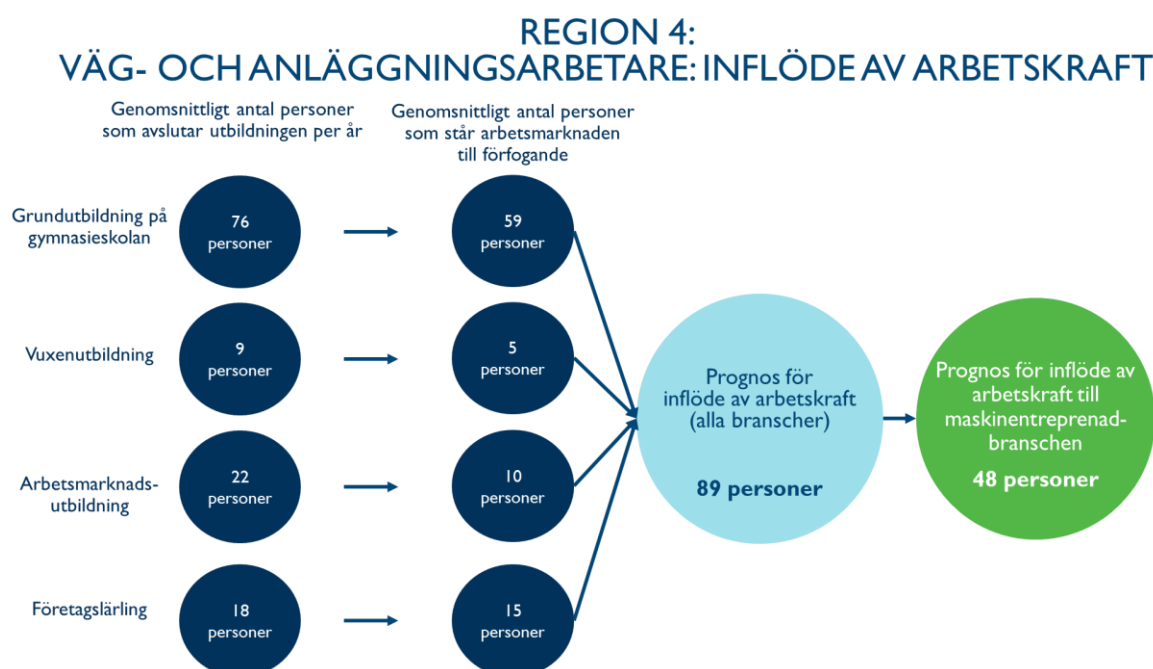 REGION 4:
VÄG- OCH ANLÄGGNINGSARBETARE: INFLÖDE AV ARBETSKRAFT
Genomsnittligt antal personer
som avslutar utbildningen per år
Genomsnittligt antal personer
som står arbetsmarknaden
till förfogande
Grundutbildning på
gymnasieskolan
76
personer
59
personer
Vuxenutbildning
9
personer
5
personer
Arbetsmarknads-
utbildning
22
personer
10
personer
Företagslärling
18
personer
15
personer
Prognos för
inflöde av arbetskraft
(alla branscher)
89 personer
Prognos för inflöde av
arbetskraft till
maskinentreprenad-
branschen
48 personer